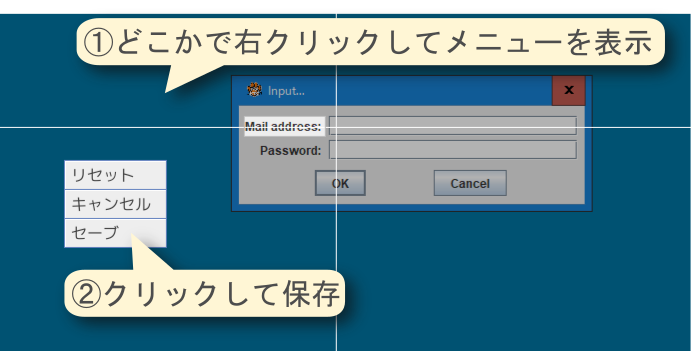 ①どこかで右クリックしてメニューを表示
Input...
x
Mail address:
Password:
OK
Cancel
リセット
キャンセル
セーブ
②クリックして保存